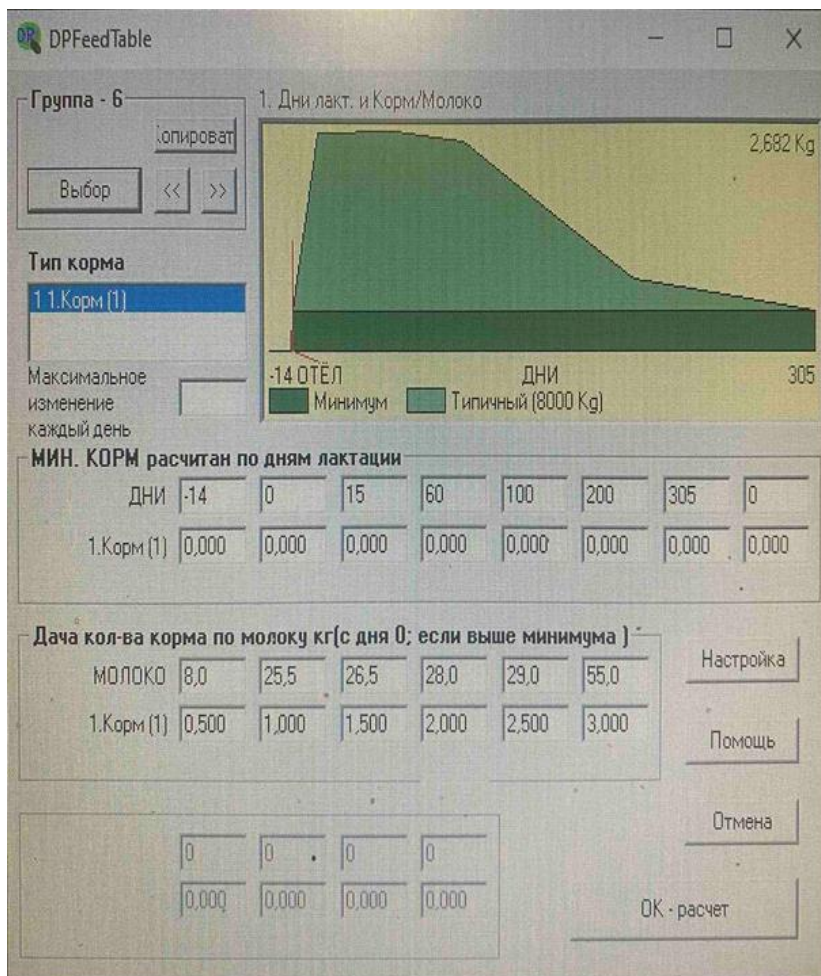 DPFeedTable
Группа - 6
Копироват
Выбор << >>
Тип корма
1 1.Корм (1)
Максимальное
изменение
каждый день
1. Дни лакт. и Корм/Молоко
2,682 Kg
-14 ОТЁЛ ДНИ 305
Минимум Типичный (8000 Kg)
МИН. КОРМ расчитан по дням лактации
ДНИ -14 0 15 60 100 200 305 0
1.Корм (1) 0,000 0,000 0,000 0,000 0,000 0,000 0,000 0,000
Дача кол-ва корма по молоку кг(с дня 0; если выше минимума )
МОЛОКО 8,0 25,5 26,5 28,0 29,0 55,0
1.Корм (1) 0,500 1,000 1,500 2,000 2,500 3,000
Настройка
Помощь
Отмена
0 0 0 0
0,000 0,000 0,000 0,000
OK - расчет